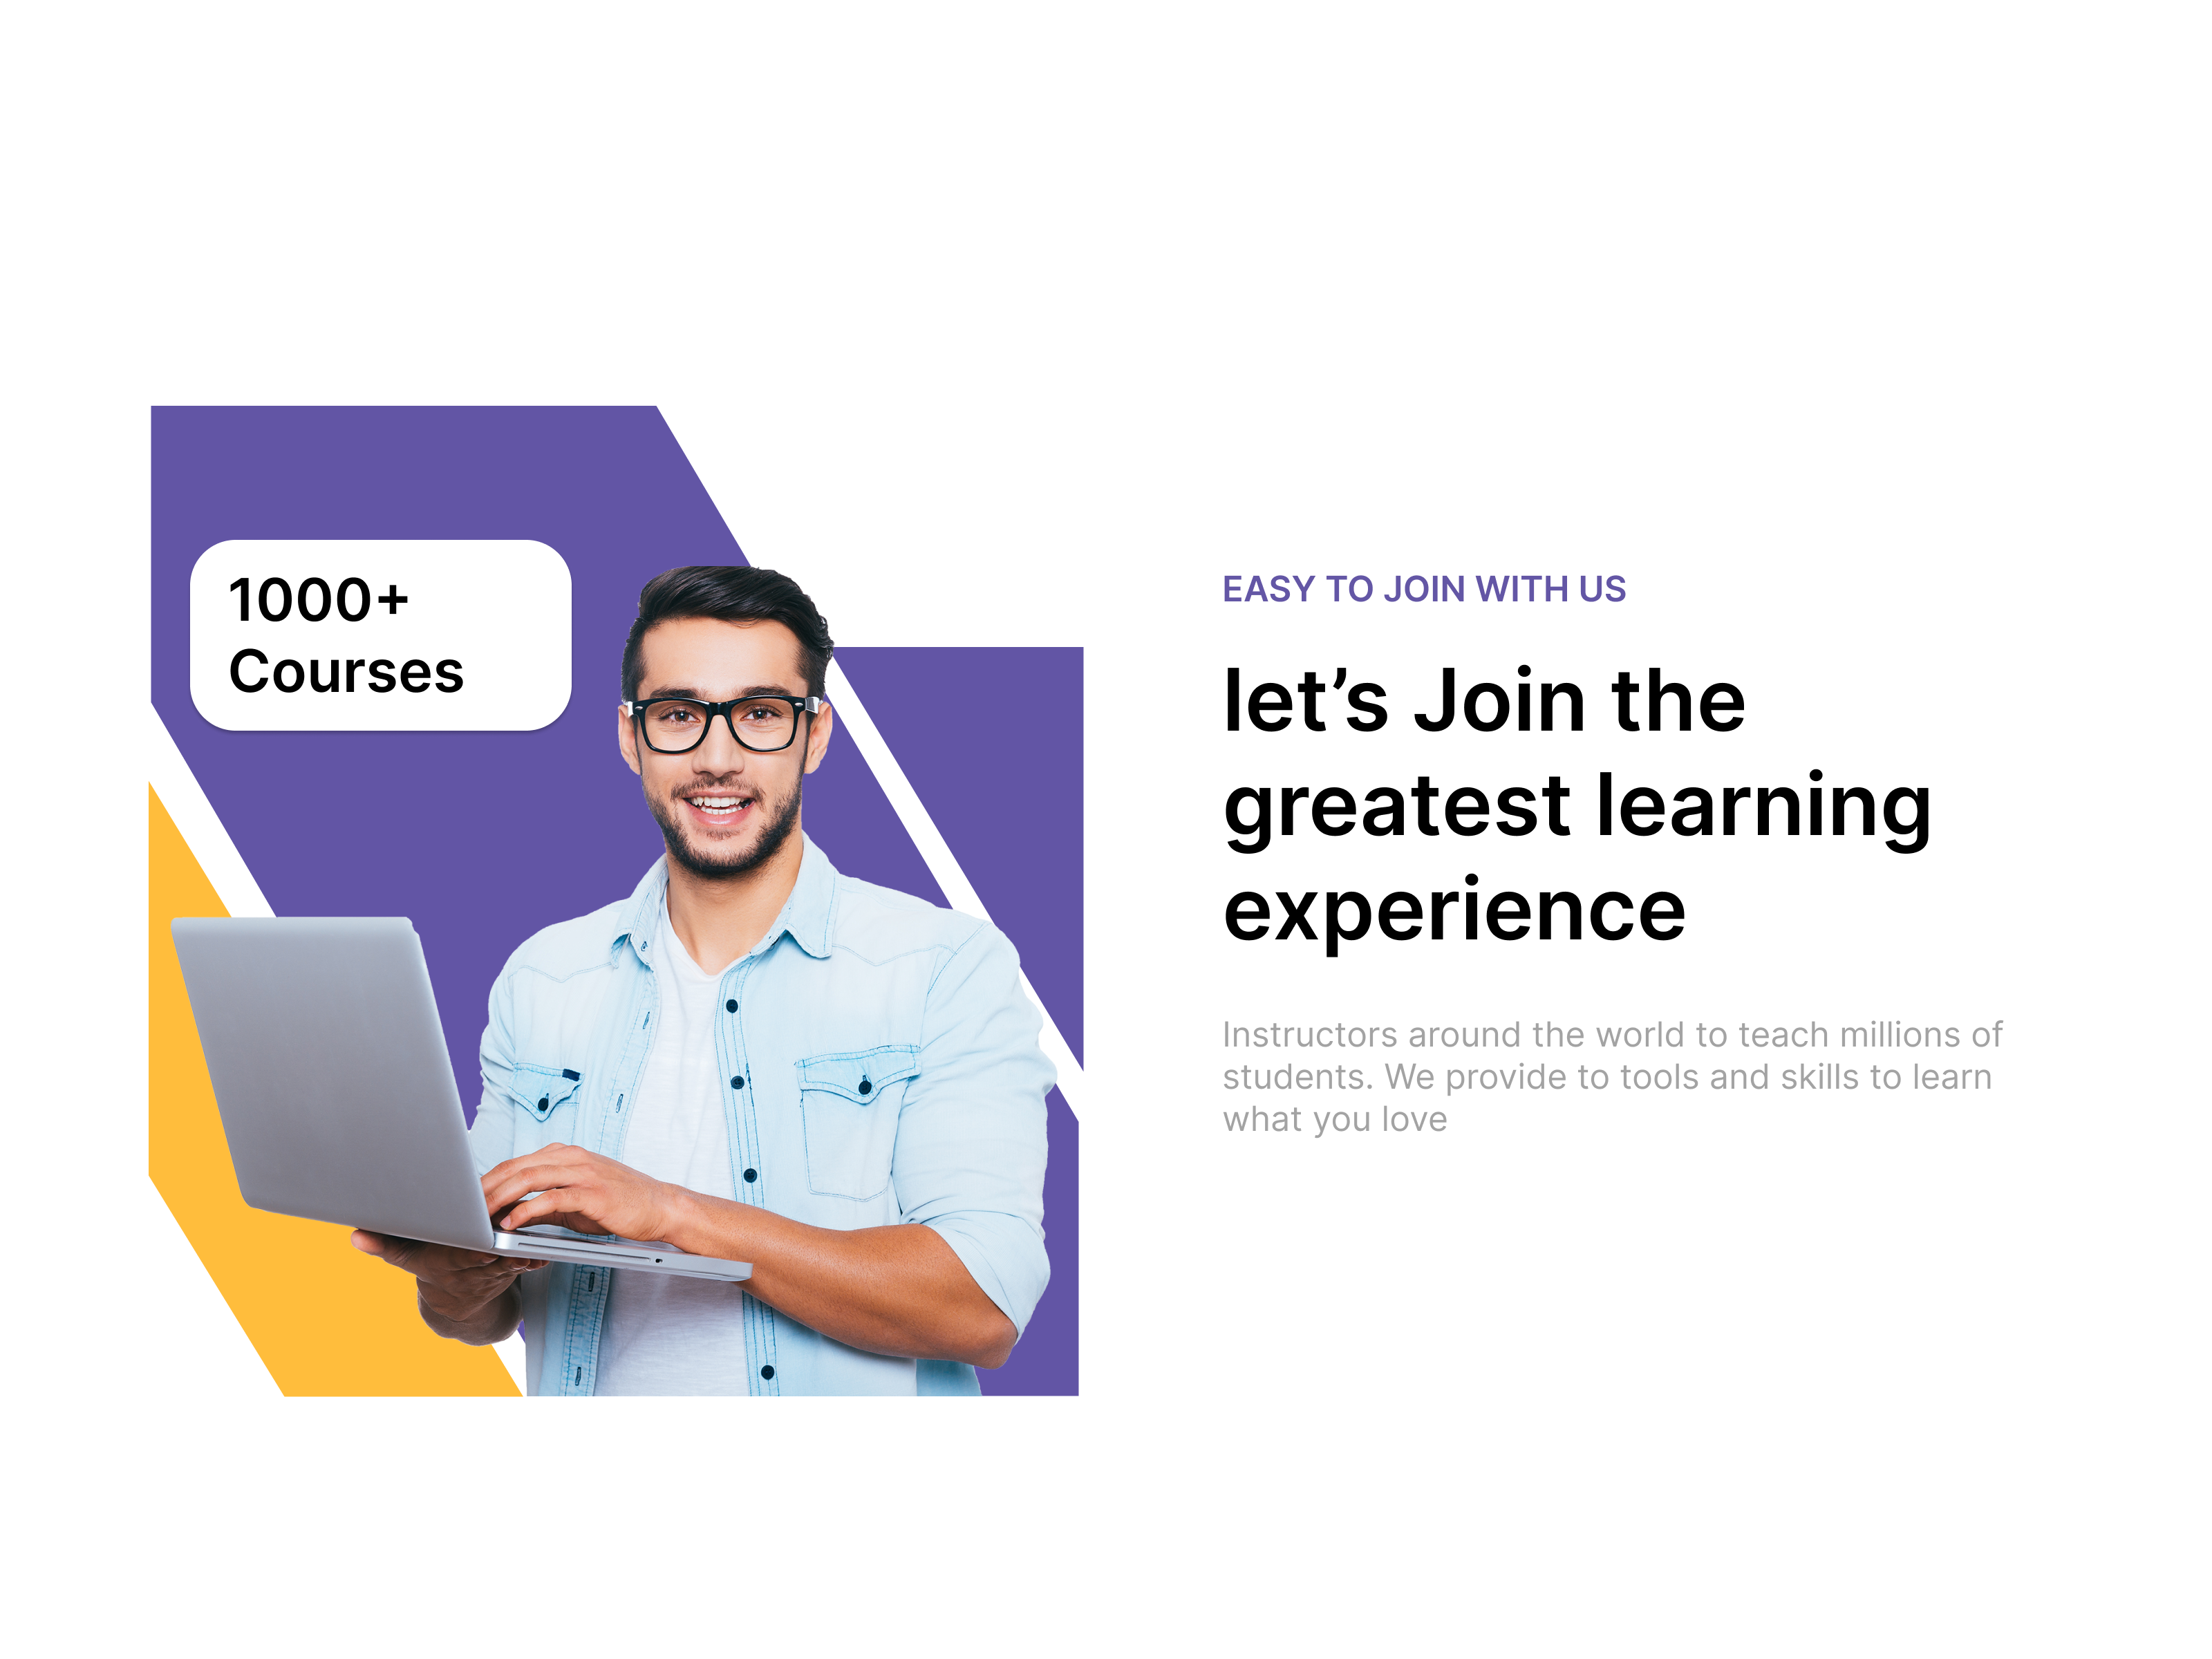 1000+
Courses
EASY TO JOIN WITH US
let’s Join the
greatest learning
experience
Instructors around the world to teach millions of
students. We provide to tools and skills to learn
what you love